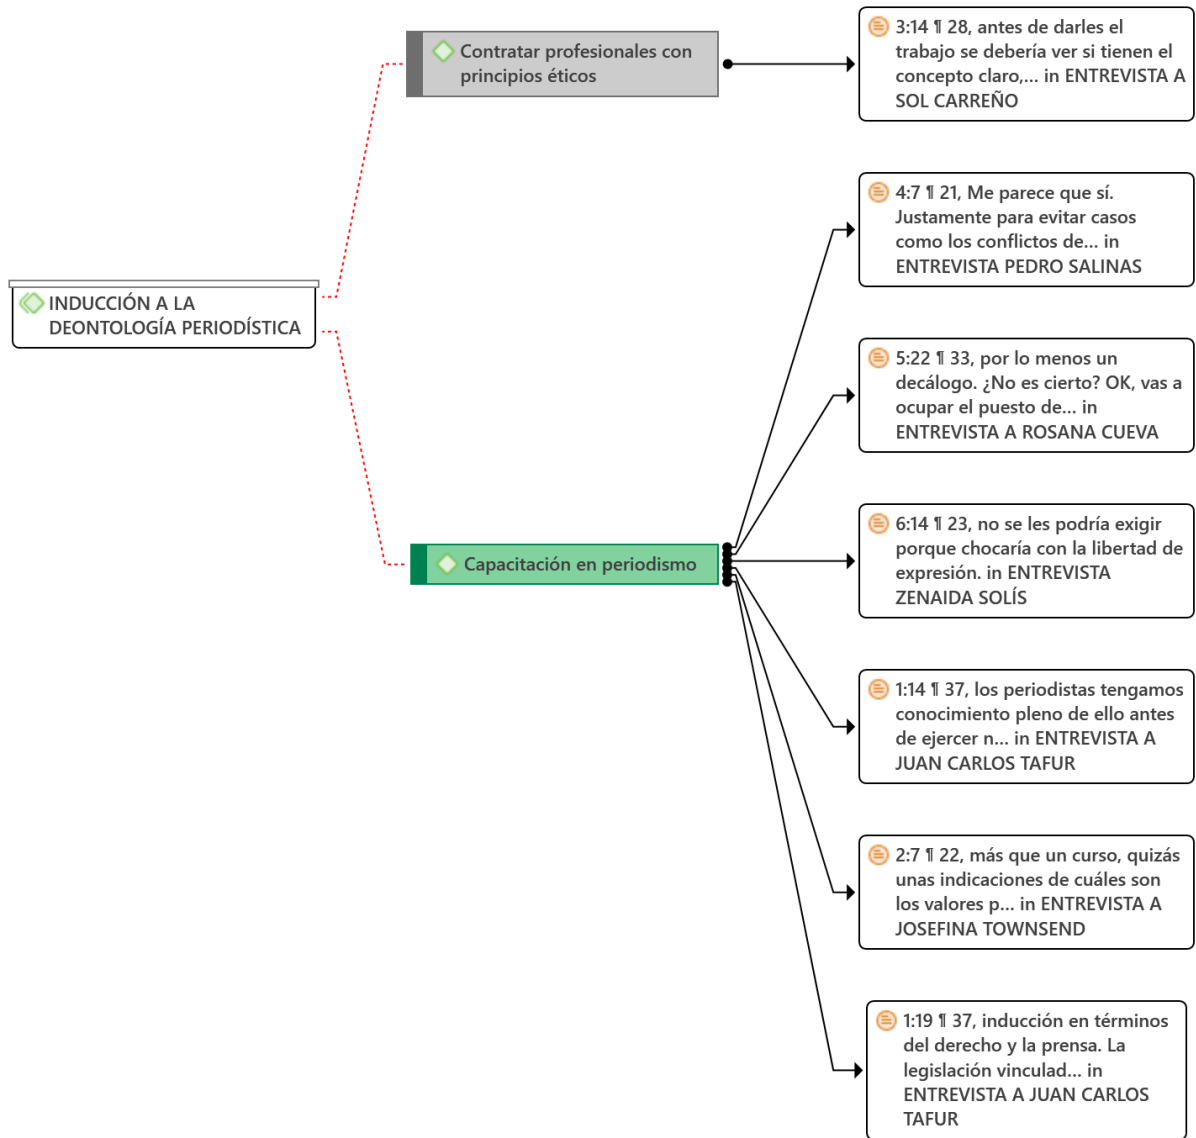 INDUCCIÓN A LA
DEONTOLOGÍA PERIODÍSTICA
Contratar profesionales con
principios éticos
Capacitación en periodismo
3:14 ¶ 28, antes de darles el
trabajo se debería ver si tienen el
concepto claro,... in ENTREVISTA A
SOL CARREÑO
4:7 ¶ 21, Me parece que sí.
Justamente para evitar casos
como los conflictos de... in
ENTREVISTA PEDRO SALINAS
5:22 ¶ 33, por lo menos un
decálogo. ¿No es cierto? OK, vas a
ocupar el puesto de... in
ENTREVISTA A ROSANA CUEVA
6:14 ¶ 23, no se les podría exigir
porque chocaría con la libertad de
expresión. in ENTREVISTA
ZENAIDA SOLÍS
1:14 ¶ 37, los periodistas tengamos
conocimiento pleno de ello antes
de ejercer n... in ENTREVISTA A
JUAN CARLOS TAFUR
2:7 ¶ 22, más que un curso, quizás
unas indicaciones de cuáles son
los valores p... in ENTREVISTA A
JOSEFINA TOWNSEND
1:19 ¶ 37, inducción en términos
del derecho y la prensa. La
legislación vinculad... in
ENTREVISTA A JUAN CARLOS
TAFUR